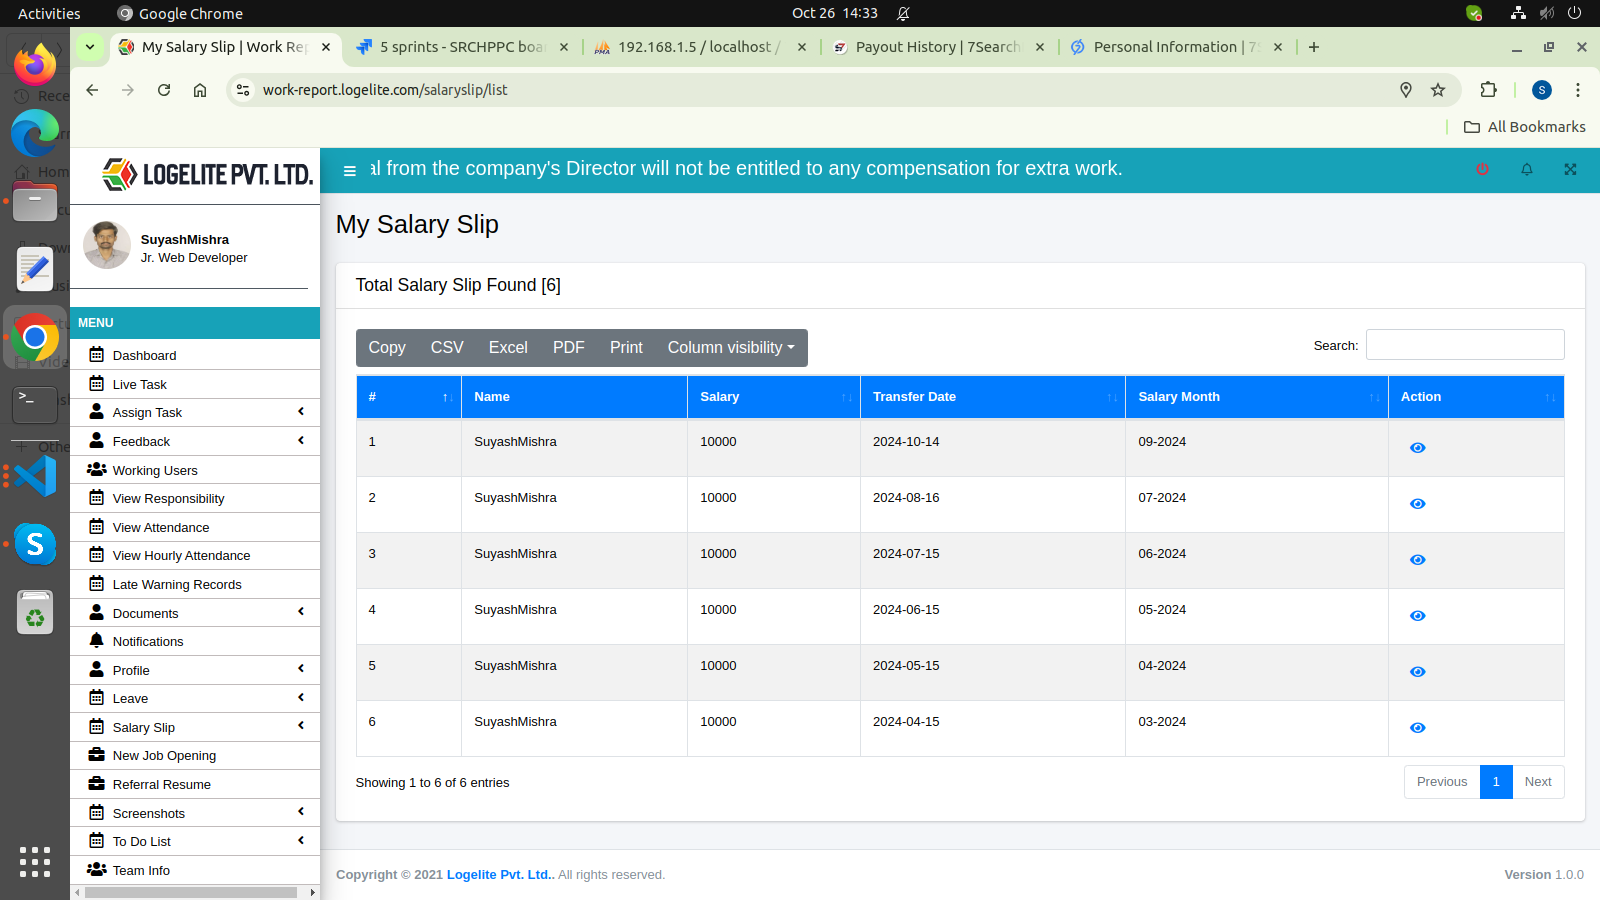 Activities
Google Chrome
Oct 26 14:33
My Salary Slip | Work Rep
5 sprints - SRCHPPC boar
192.168.1.5 / localhost /
Payout History | 7Search
Personal Information | 7S
work-report.logelite.com/salaryslip/list
All Bookmarks
LOGELITE PVT. LTD.
al from the company's Director will not be entitled to any compensation for extra work.
SuyashMishra
Jr. Web Developer
MENU
Dashboard
Live Task
Assign Task
Feedback
Working Users
View Responsibility
View Attendance
View Hourly Attendance
Late Warning Records
Documents
Notifications
Profile
Leave
Salary Slip
New Job Opening
Referral Resume
Screenshots
To Do List
Team Info
My Salary Slip
Total Salary Slip Found [6]
Copy CSV Excel PDF Print Column visibility
Search:
# Name Salary Transfer Date Salary Month Action
1 SuyashMishra 10000 2024-10-14 09-2024
2 SuyashMishra 10000 2024-08-16 07-2024
3 SuyashMishra 10000 2024-07-15 06-2024
4 SuyashMishra 10000 2024-06-15 05-2024
5 SuyashMishra 10000 2024-05-15 04-2024
6 SuyashMishra 10000 2024-04-15 03-2024
Showing 1 to 6 of 6 entries
Previous 1 Next
Copyright © 2021 Logelite Pvt. Ltd.. All rights reserved.
Version 1.0.0